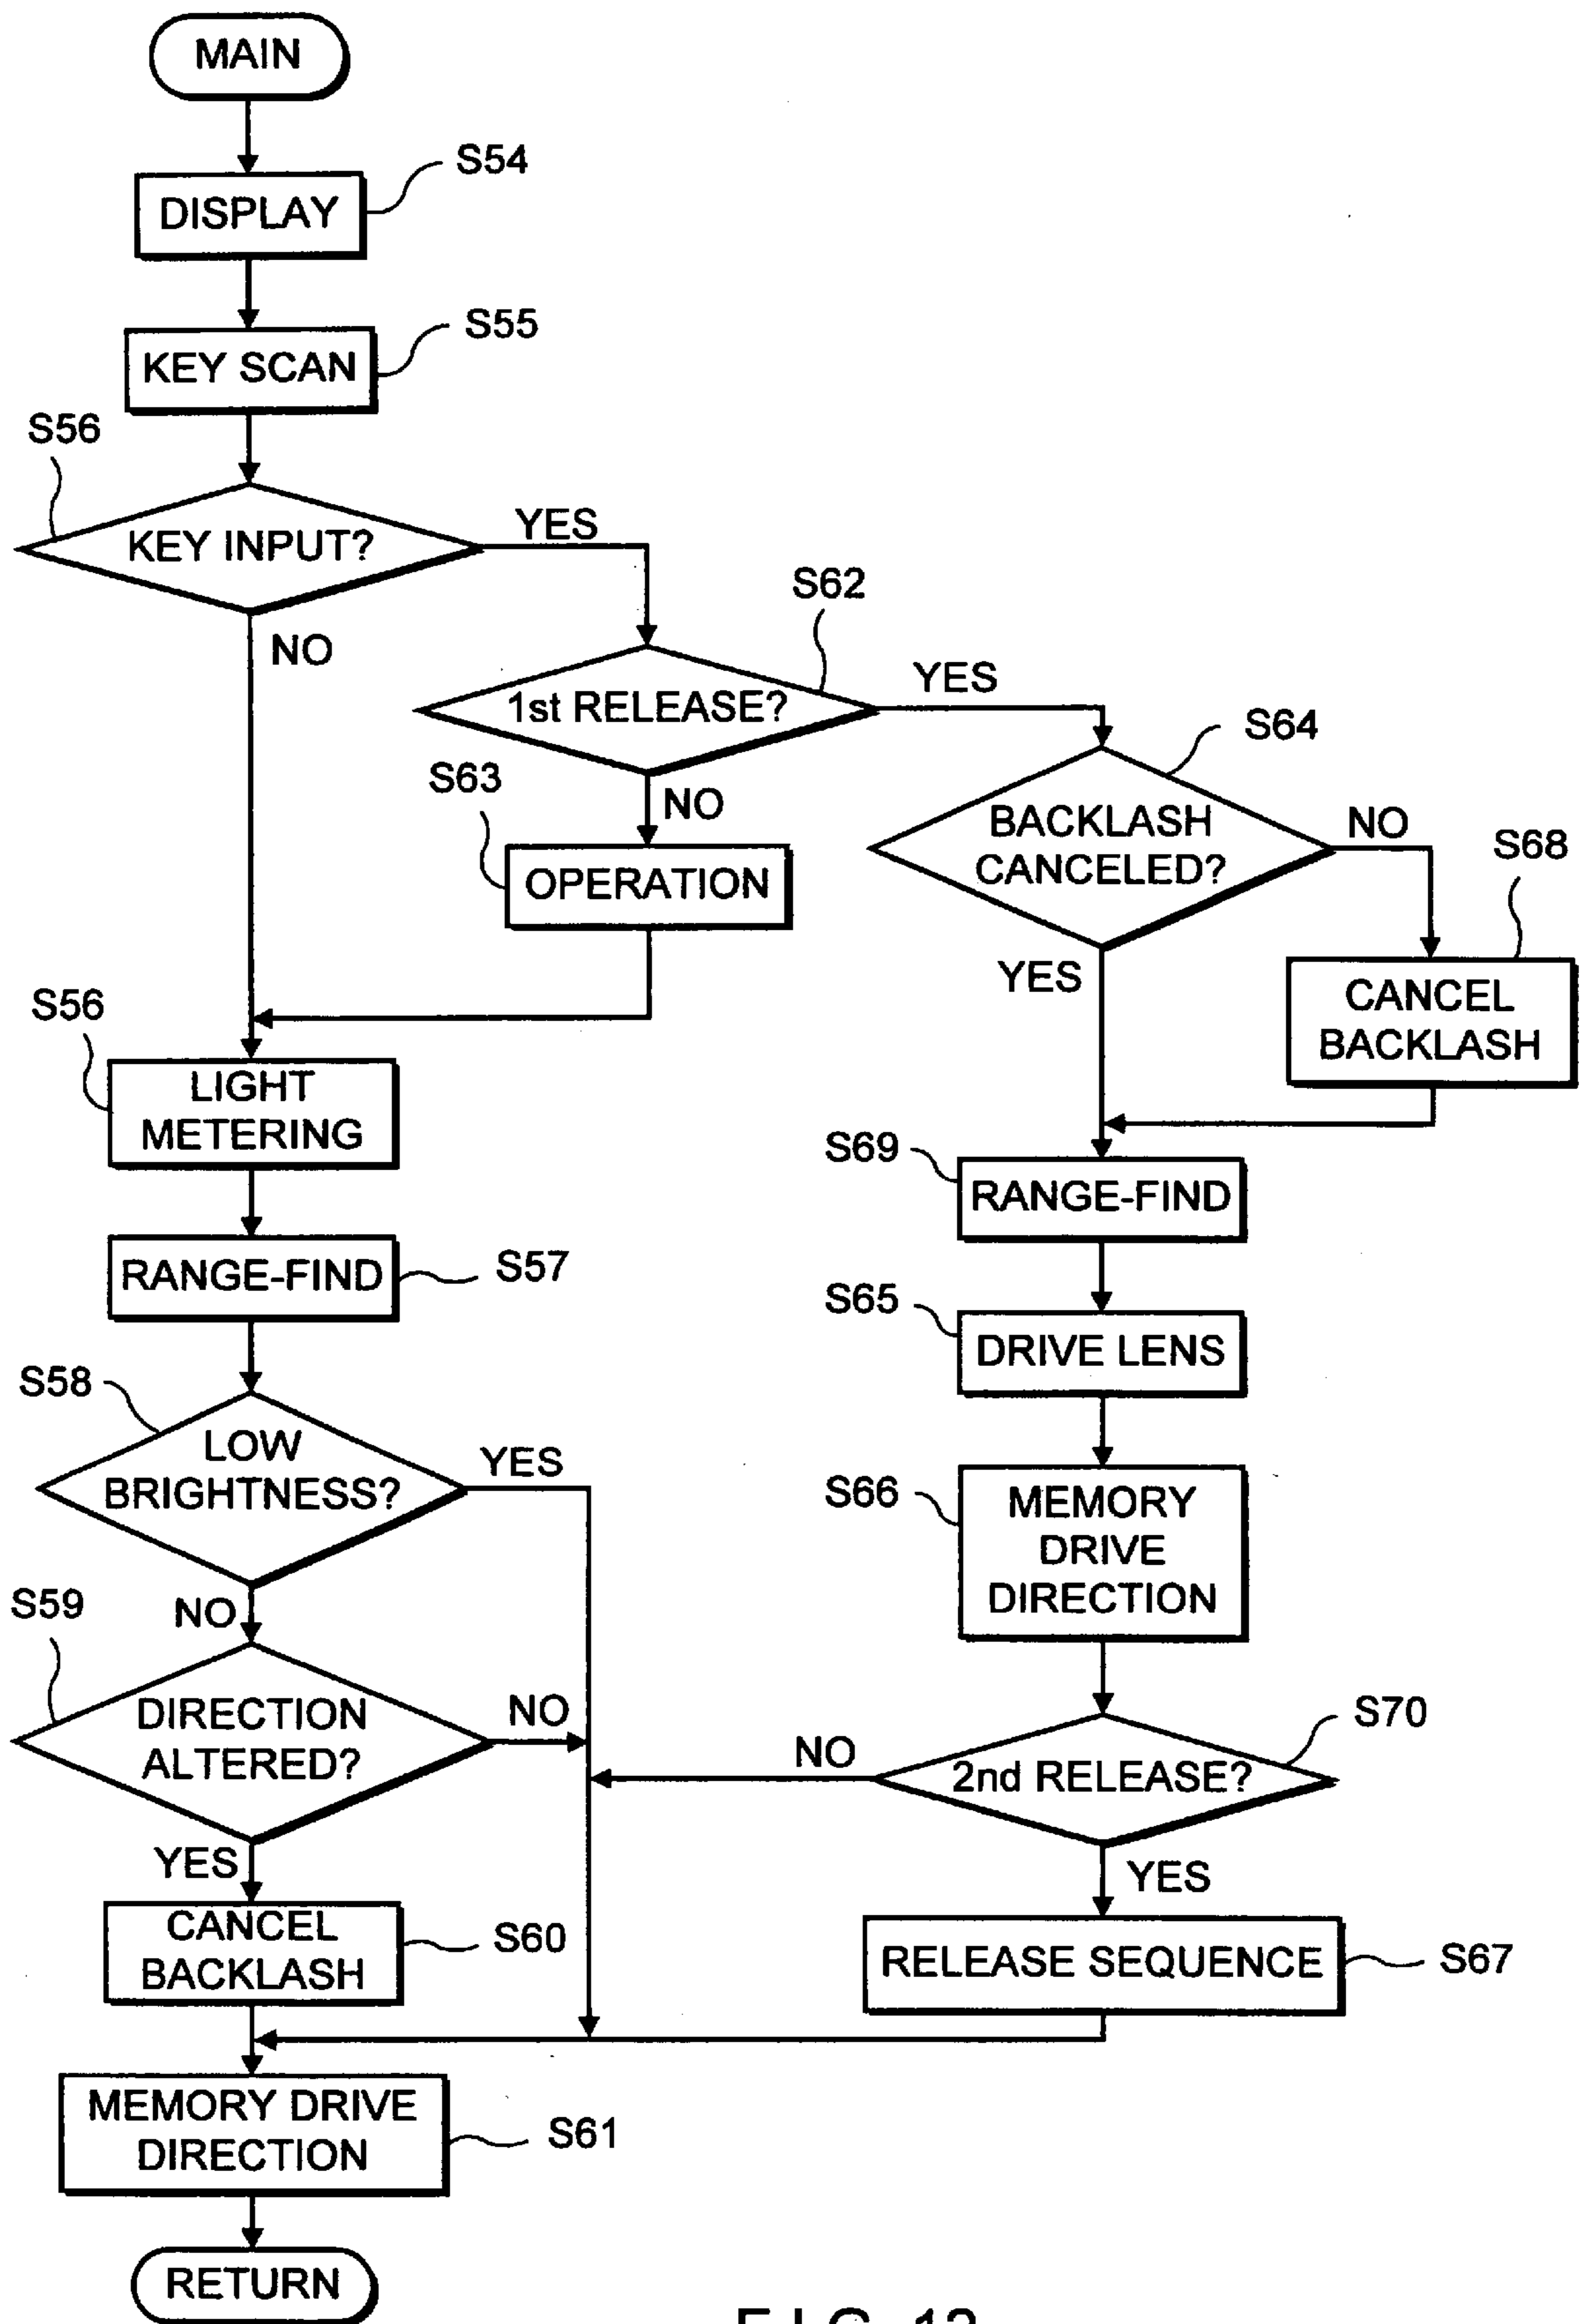 MAIN
S54
DISPLAY
S55
KEY SCAN
S56
KEY INPUT?
YES
NO
S62
1st RELEASE?
YES
NO
S63
OPERATION
S64
BACKLASH
CANCELED?
NO
YES
S68
CANCEL
BACKLASH
S56
LIGHT
METERING
S69
RANGE-FIND
RANGE-FIND
S57
S65
DRIVE LENS
S58
LOW
BRIGHTNESS?
YES
NO
S66
MEMORY
DRIVE
DIRECTION
S59
DIRECTION
ALTERED?
NO
YES
S70
2nd RELEASE?
NO
YES
CANCEL
BACKLASH
S60
RELEASE SEQUENCE
S67
MEMORY DRIVE
DIRECTION
S61
RETURN